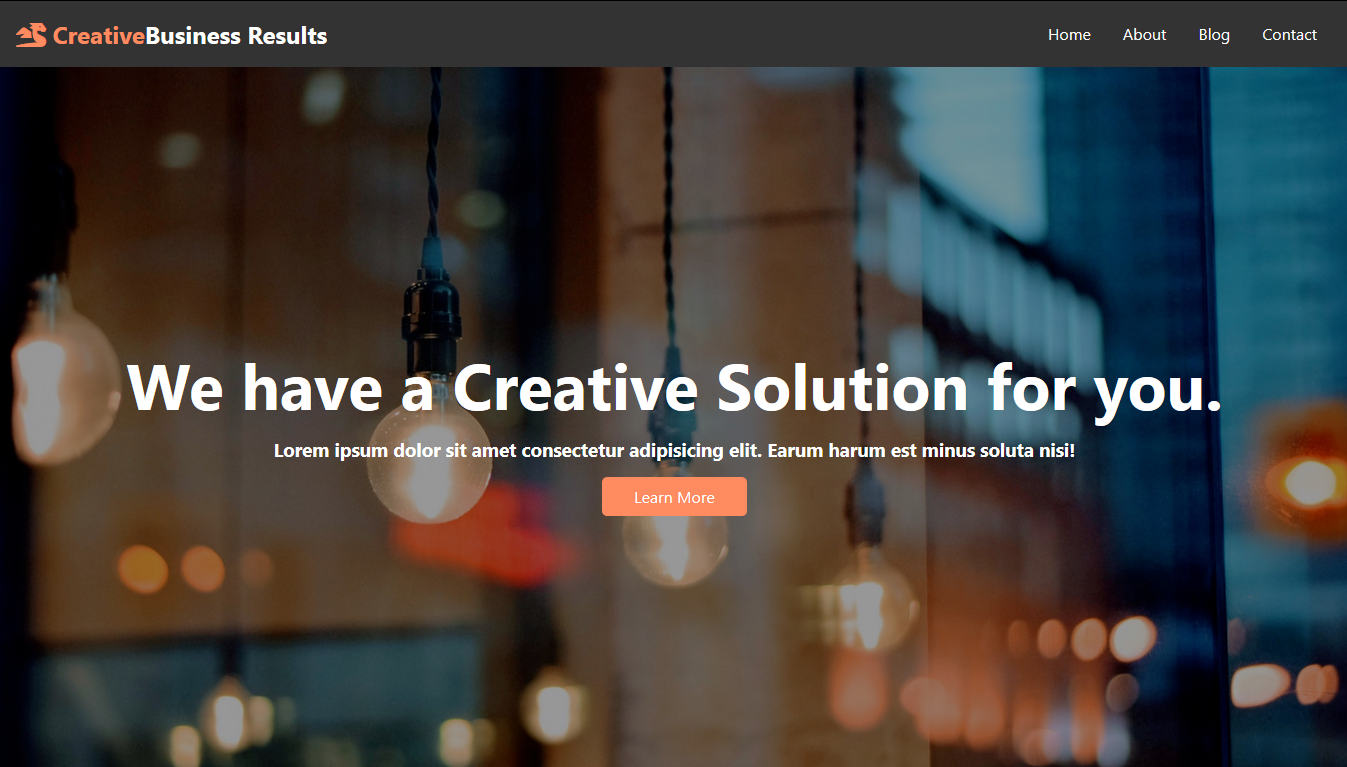 CreativeBusiness Results
Home About Blog Contact
We have a Creative Solution for you.
Lorem ipsum dolor sit amet consectetur adipisicing elit. Earum harum est minus soluta nisi!
Learn More